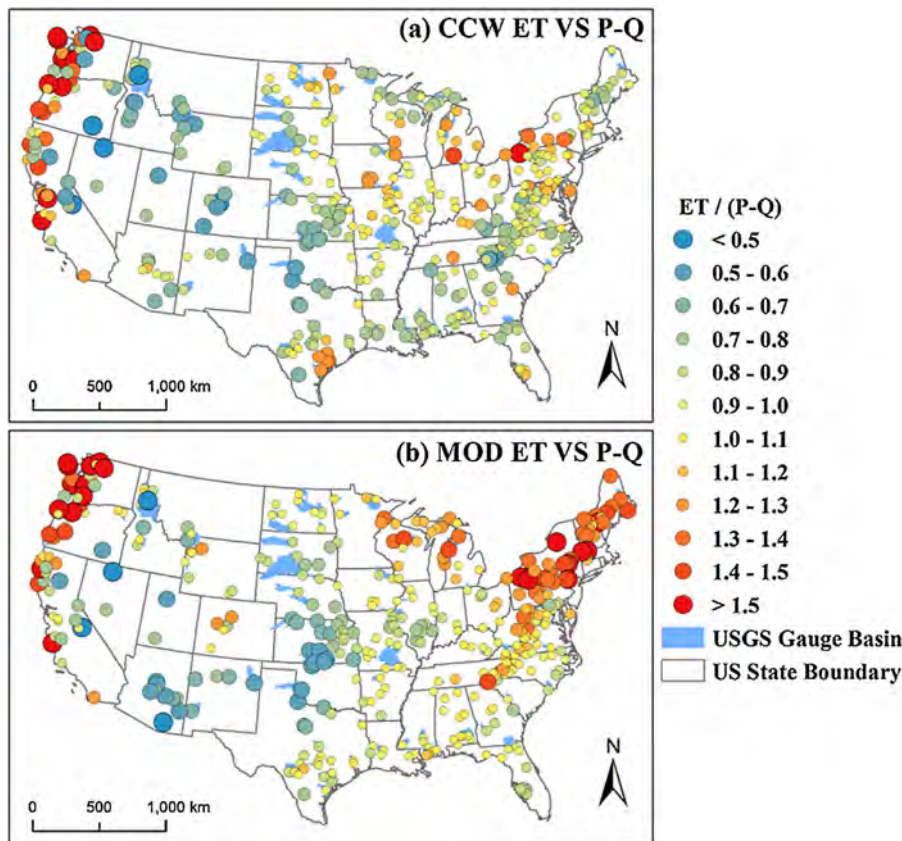 (a) CCW ET VS P-Q
N
0 500 1,000 km
(b) MOD ET VS P-Q
N
0 500 1,000 km
ET / (P-Q)
< 0.5
0.5 - 0.6
0.6 - 0.7
0.7 - 0.8
0.8 - 0.9
0.9 - 1.0
1.0 - 1.1
1.1 - 1.2
1.2 - 1.3
1.3 - 1.4
1.4 - 1.5
> 1.5
USGS Gauge Basin
US State Boundary